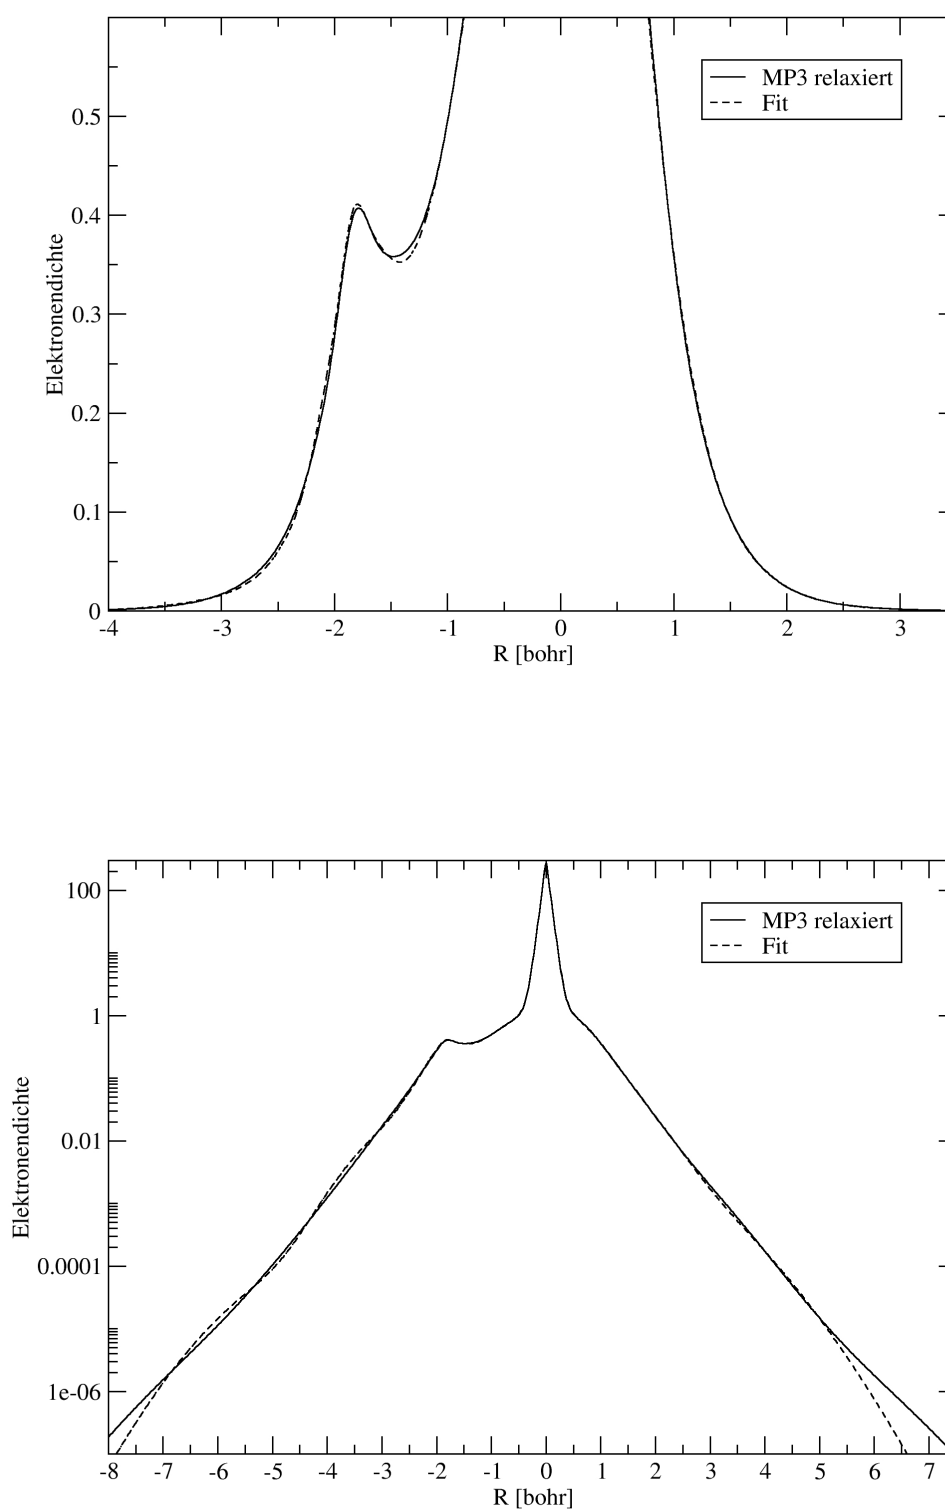 MP3 relaxiert
Fit
0.5
0.4
0.3
0.2
0.1
0
Elektronendichte
-4 -3 -2 -1 0 1 2 3
R [bohr]
MP3 relaxiert
Fit
100
1
0.01
0.0001
1e-06
Elektronendichte
-8 -7 -6 -5 -4 -3 -2 -1 0 1 2 3 4 5 6 7
R [bohr]